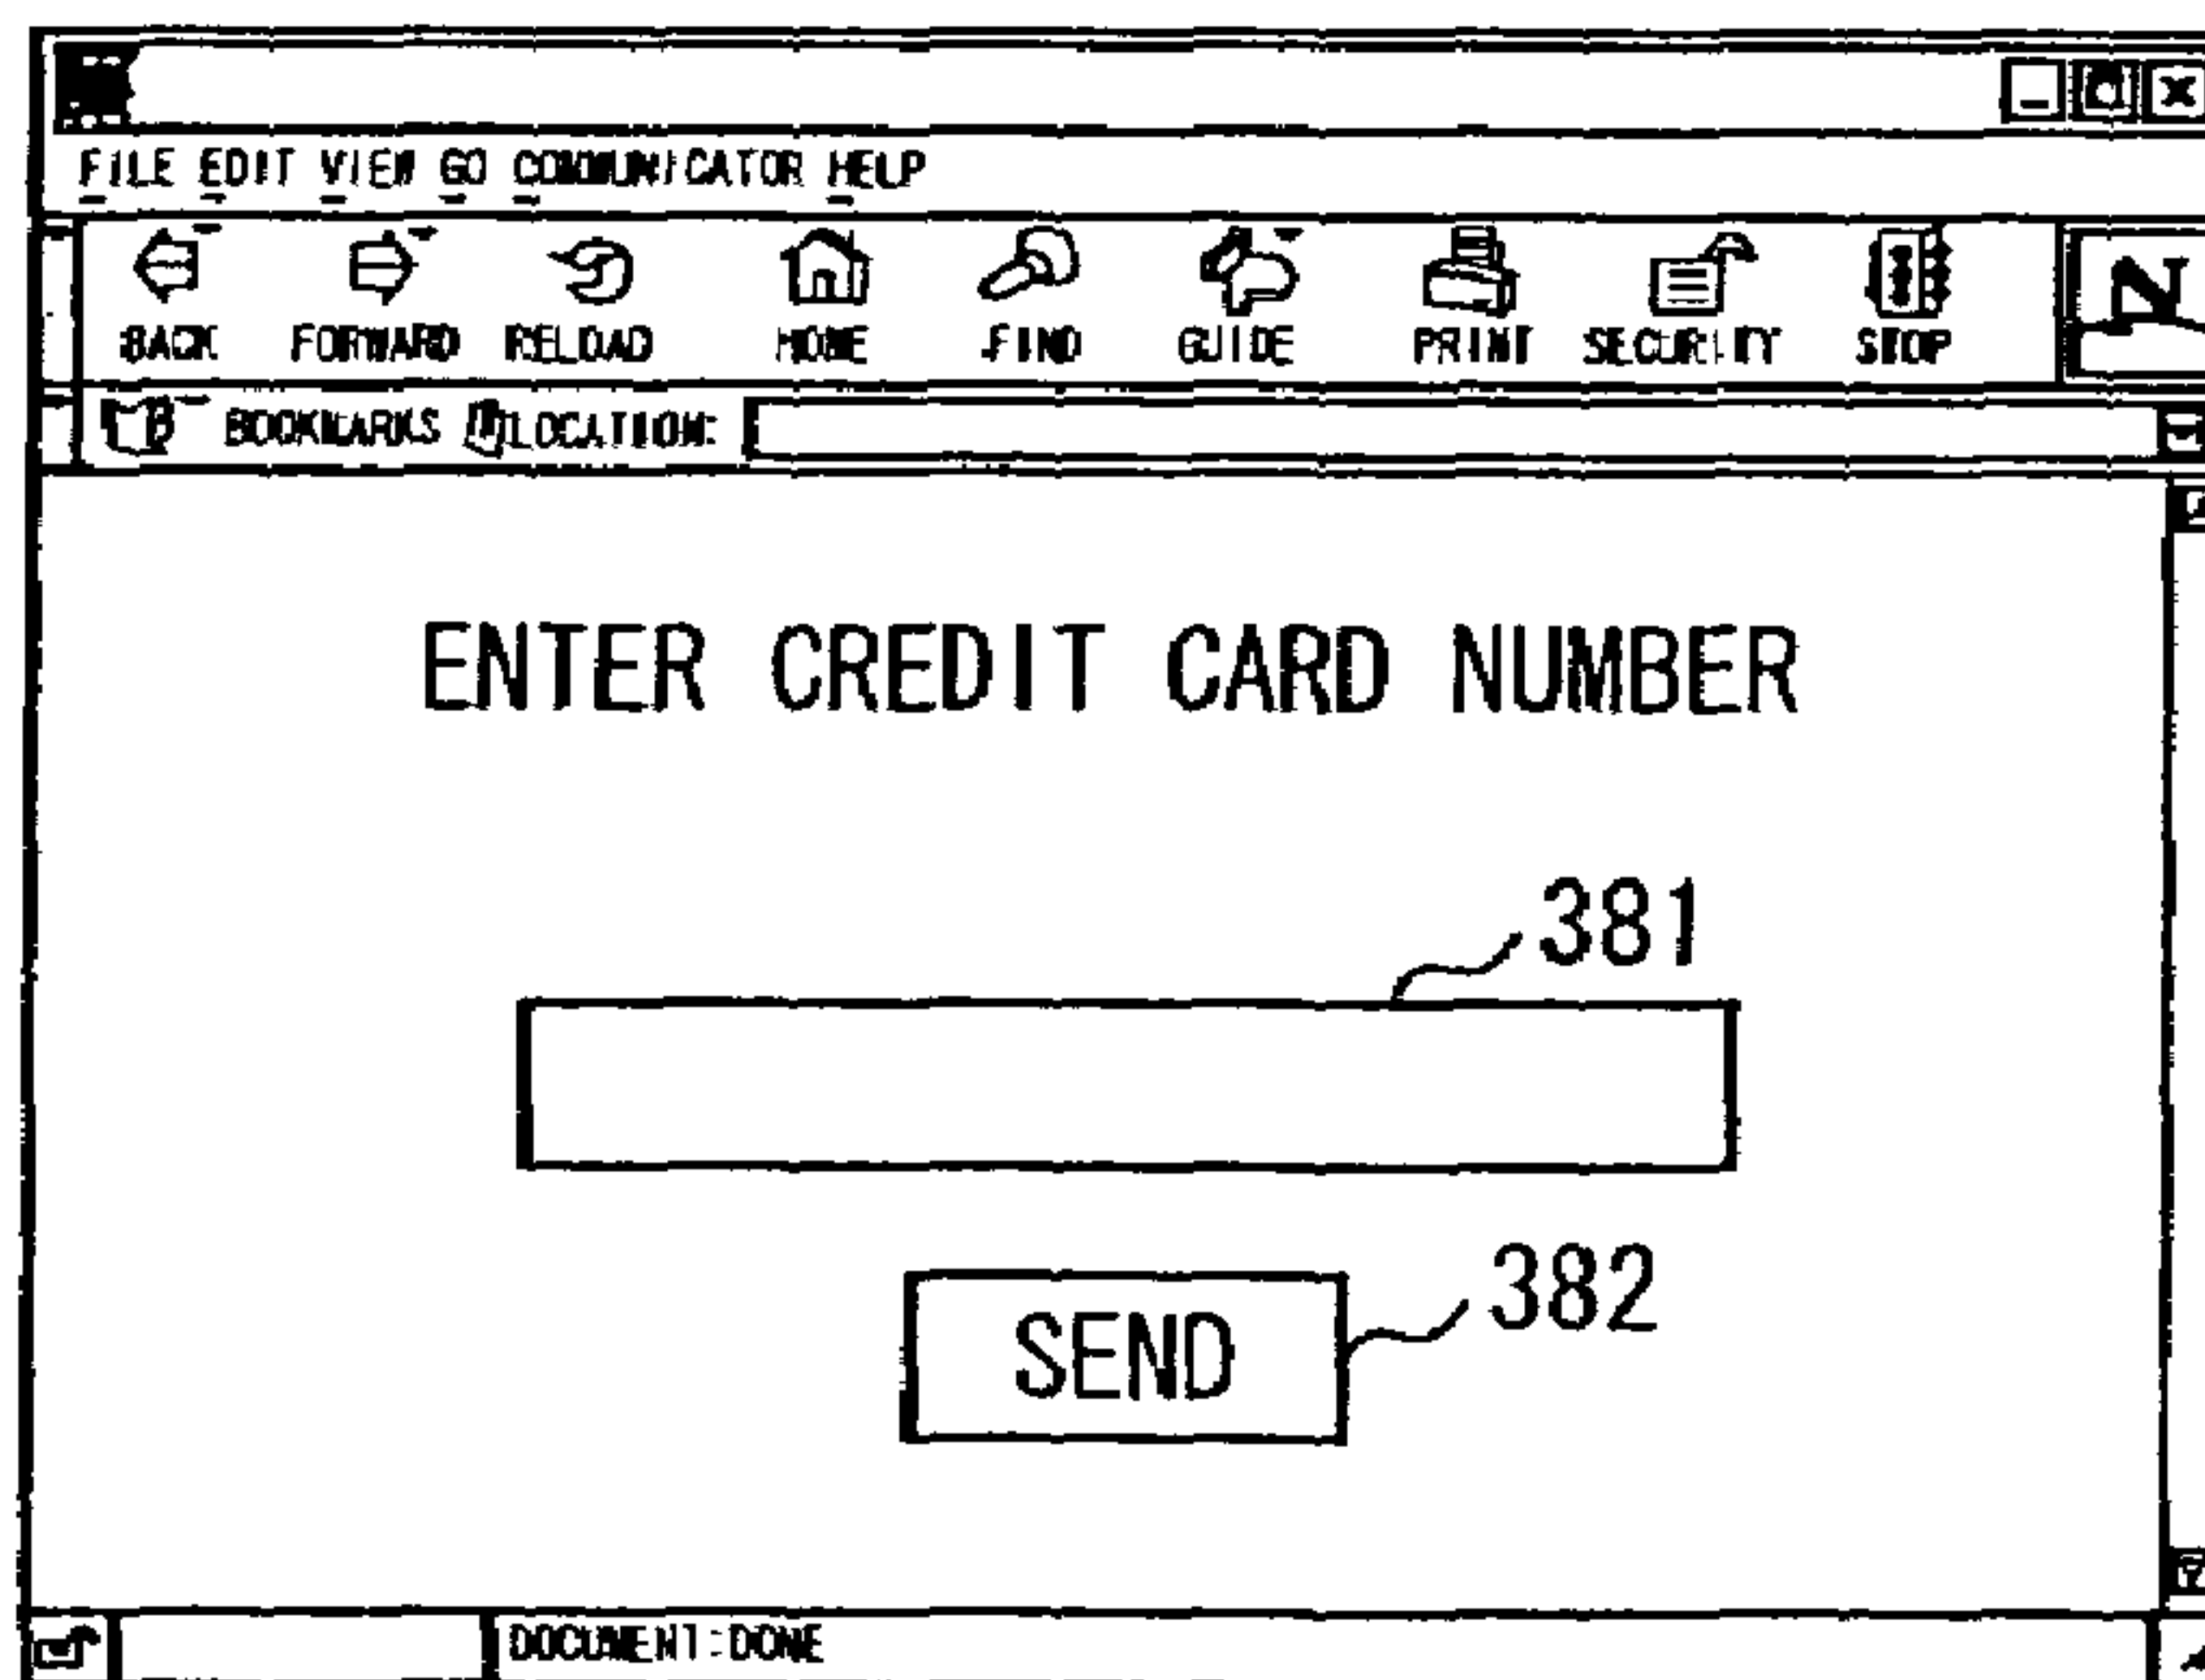 FILE EDIT VIEW GO COMMUNICATOR HELP
BACK FORWARD RELOAD HOME FIND GUIDE PRINT SECURITY STOP N
BOOKMARKS LOCATION:
ENTER CREDIT CARD NUMBER
381
382
SEND
DOCUMENT:DONE